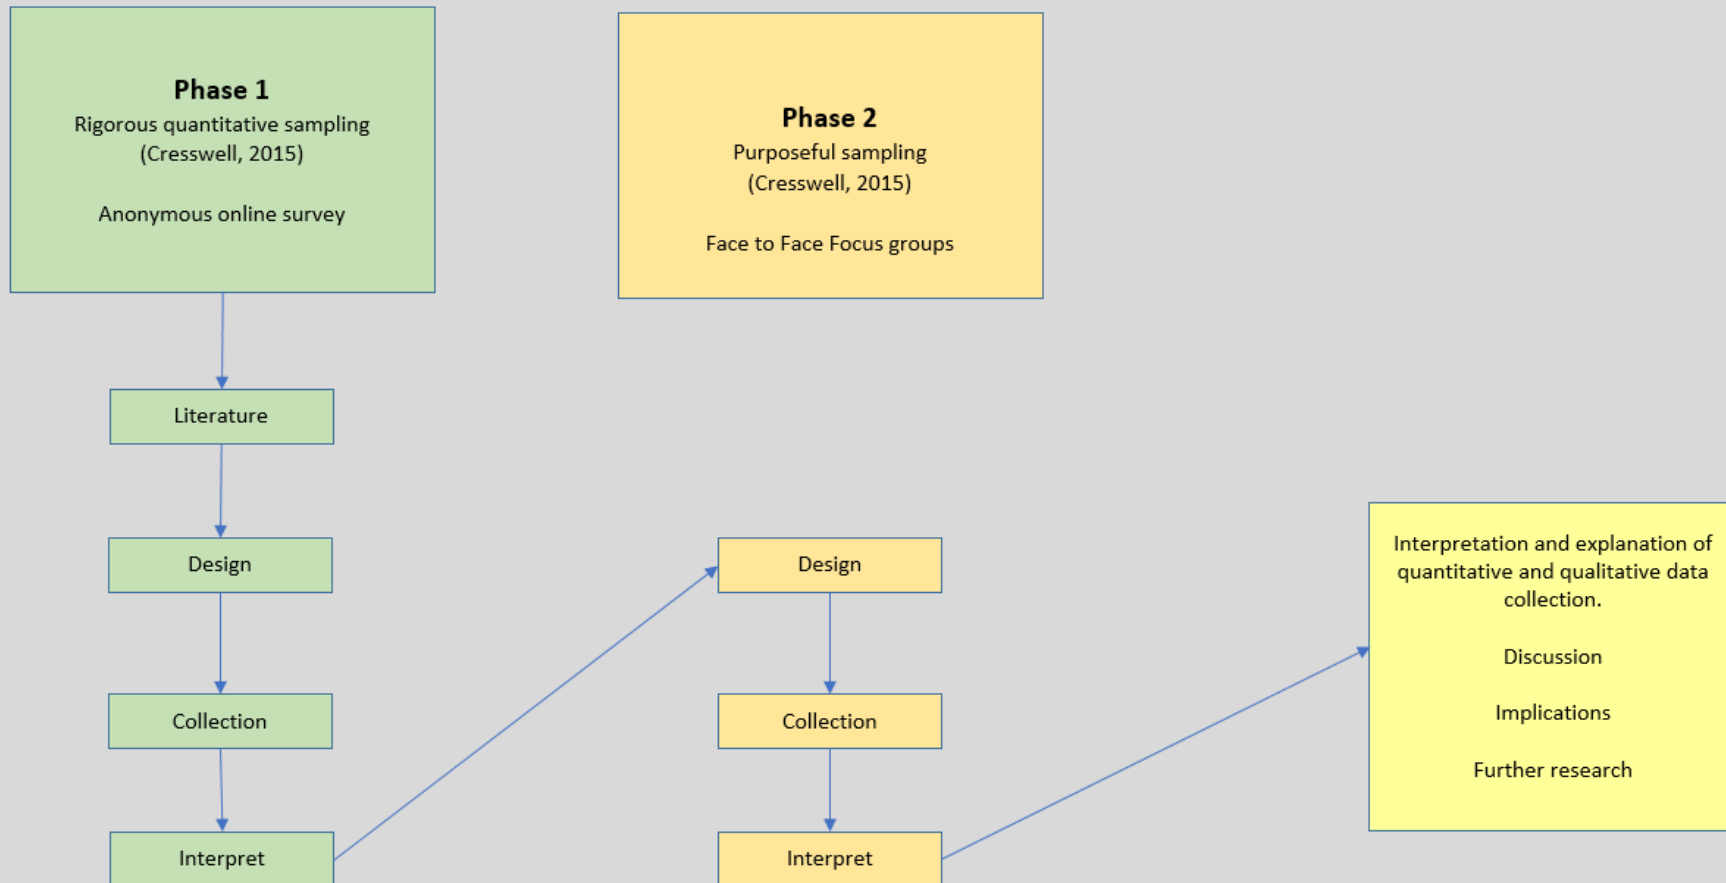 Phase 1
Rigorous quantitative sampling
(Cresswell, 2015)
Anonymous online survey
Phase 2
Purposeful sampling
(Cresswell, 2015)
Face to Face Focus groups
Literature
Design
Collection
Interpret
Design
Collection
Interpret
Interpretation and explanation of
quantitative and qualitative data
collection.
Discussion
Implications
Further research